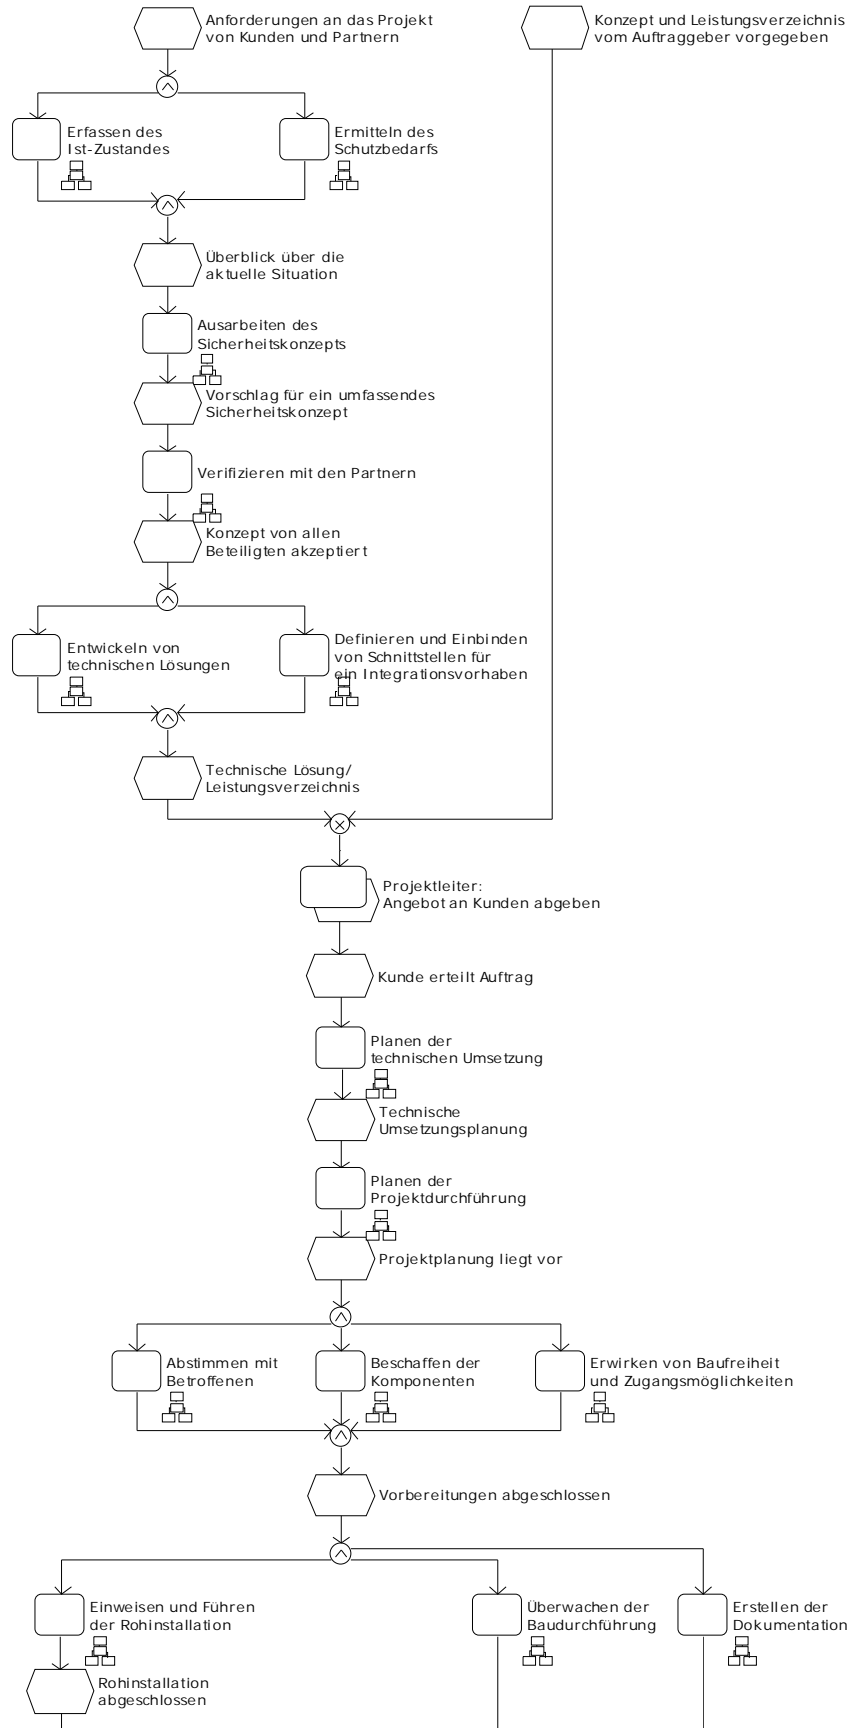 Anforderungen an das Projekt
von Kunden und Partnern
Konzept und Leistungsverzeichnis
vom Auftraggeber vorgegeben
Erfassen des
Ist-Zustandes
Ermitteln des
Schutzbedarfs
Überblick über die
aktuelle Situation
Ausarbeiten des
Sicherheitskonzepts
Vorschlag für ein umfassendes
Sicherheitskonzept
Verifizieren mit den Partnern
Konzept von allen
Beteiligten akzeptiert
Entwickeln von
technischen Lösungen
Definieren und Einbinden
von Schnittstellen für
ein Integrationsvorhaben
Technische Lösung/
Leistungsverzeichnis
Projektleiter:
Angebot an Kunden abgeben
Kunde erteilt Auftrag
Planen der
technischen Umsetzung
Technische
Umsetzungsplanung
Planen der
Projektdurchführung
Projektplanung liegt vor
Abstimmen mit
Betroffenen
Beschaffen der
Komponenten
Erwirken von Baufreiheit
und Zugangsmöglichkeiten
Vorbereitungen abgeschlossen
Einweisen und Führen
der Rohinstallation
Überwachen der
Baudurchführung
Erstellen der
Dokumentation
Rohinstallation
abgeschlossen